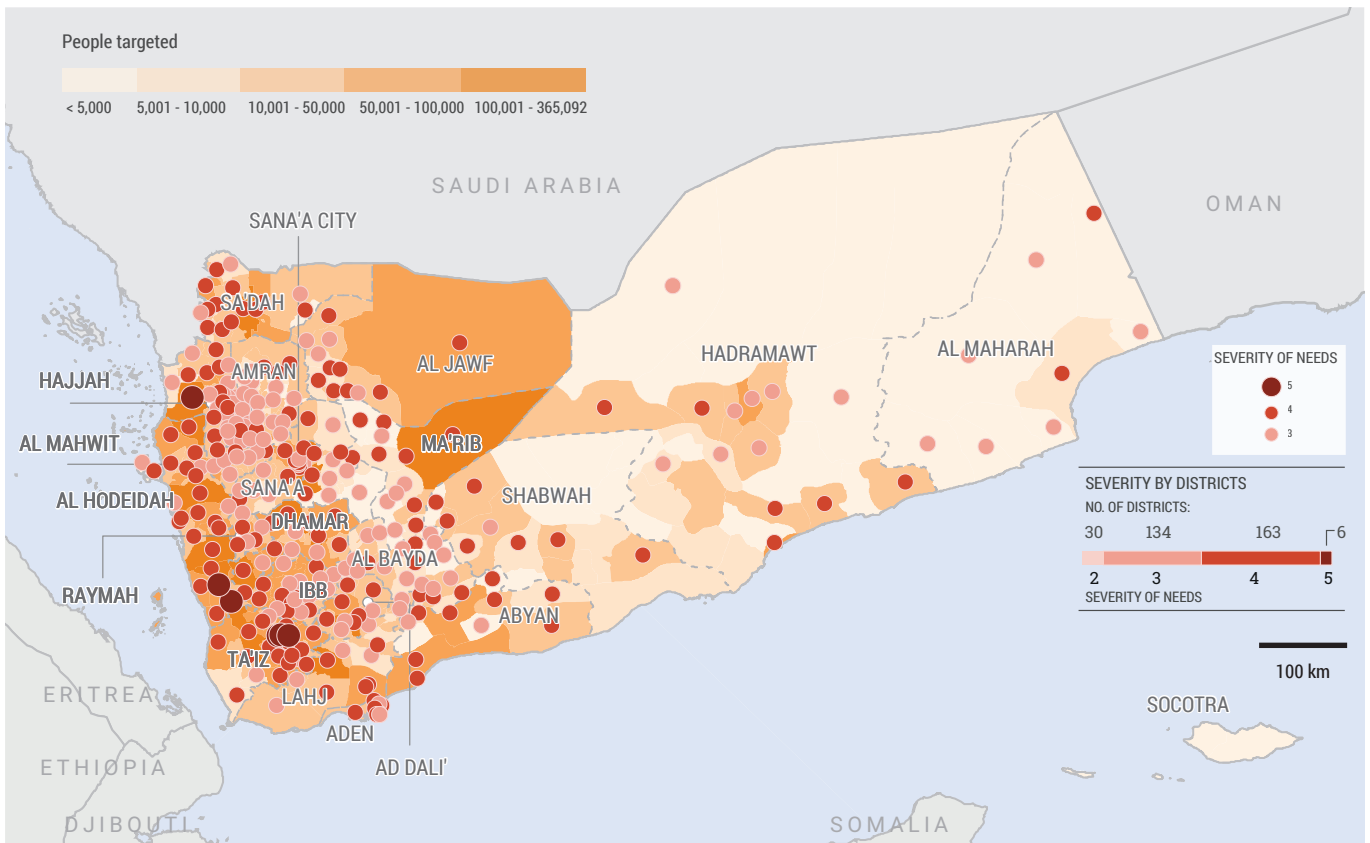 People targeted
< 5,000 5,001 - 10,000 10,001 - 50,000 50,001 - 100,000 100,001 - 365,092
SAUDI ARABIA
OMAN
SANA'A CITY
SA'DAH
HADRAMAWT
AL MAHARAH
AL JAWF
AMRAN
HAJJAH
SEVERITY OF NEEDS
5
4
3
AL MAHWIT
MA'RIB
SANA'A
SHABWAH
AL HODEIDAH
DHAMAR
SEVERITY BY DISTRICTS
NO. OF DISTRICTS:
30 134 163 6
2 3 4 5
SEVERITY OF NEEDS
AL BAYDA
RAYMAH
IBB
ABYAN
TA'IZ
100 km
LAHJ
ERITREA
SOCOTRA
ADEN
ETHIOPIA
AD DALI'
DJIBOUTI
SOMALIA